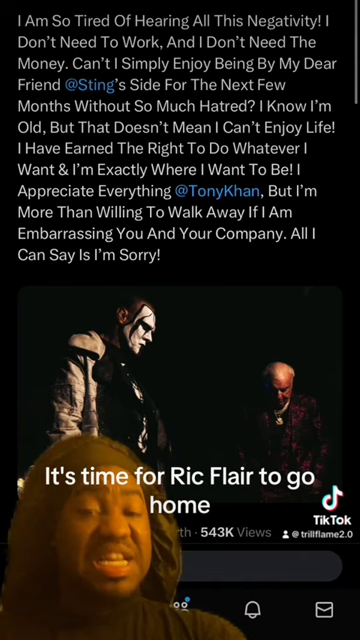 I Am So Tired Of Hearing All This Negativity! I
Don't Need To Work, And I Don't Need The
Money. Can't I Simply Enjoy Being By My Dear
Friend @Sting's Side For The Next Few
Months Without So Much Hatred? I Know I'm
Old, But That Doesn't Mean I Can't Enjoy Life!
I Have Earned The Right To Do Whatever I
Want & I'm Exactly Where I Want To Be! I
Appreciate Everything @TonyKhan, But I'm
More Than Willing To Walk Away If I Am
Embarrassing You And Your Company. All I
Can Say Is I'm Sorry!
It's time for Ric Flair to go
home
TikTok
@trillflame2.0
· 543K Views